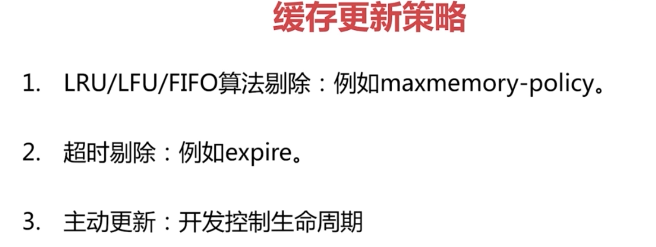 缓存更新策略
1. LRU/LFU/FIFO算法剔除：例如maxmemory-policy。
2. 超时剔除：例如expire。
3. 主动更新：开发控制生命周期